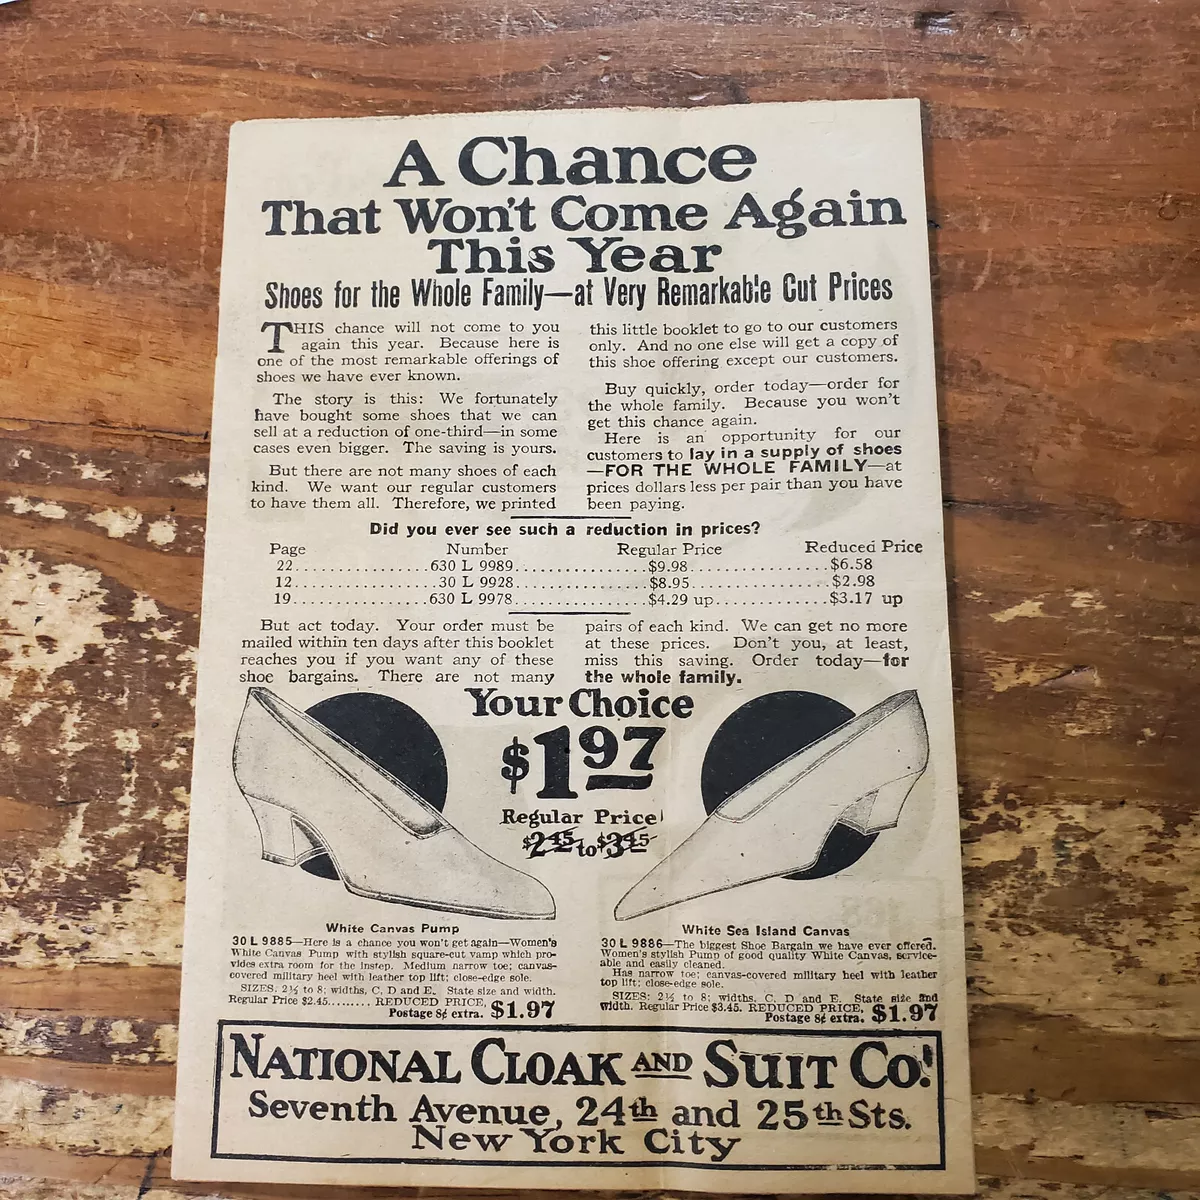 A Chance
That Won't Come Again
This Year
Shoes for the Whole Family—at Very Remarkable Cut Prices
THIS chance will not come to you
again this year. Because here is
one of the most remarkable offerings of
shoes we have ever known.
The story is this: We fortunately
have bought some shoes that we can
sell at a reduction of one-third—in some
cases even bigger. The saving is yours.
But there are not many shoes of each
kind. We want our regular customers
to have them all. Therefore, we printed
this little booklet to go to our customers
only. And no one else will get a copy of
this shoe offering except our customers.
Buy quickly, order today—order for
the whole family. Because you won't
get this chance again.
Here is an opportunity for our
customers to lay in a supply of shoes
—FOR THE WHOLE FAMILY—at
prices dollars less per pair than you have
been paying.
Did you ever see such a reduction in prices?
Page Number Regular Price Reduced Price
22................630 L 9989................$9.98................$6.58
12................30 L 9928................$8.95................$2.98
19................630 L 9978................$4.29 up................$3.17 up
But act today. Your order must be
mailed within ten days after this booklet
reaches you if you want any of these
shoe bargains. There are not many
pairs of each kind. We can get no more
at these prices. Don't you, at least,
miss this saving. Order today—for
the whole family.
Your Choice
$1.97
Regular Price
$2.45 to $3.45
White Canvas Pump
30 L 9885—Here is a chance you won't get again—Women's
White Canvas Pump with stylish square-cut vamp which pro-
vides extra room for the instep. Medium narrow toe; canvas-
covered military heel with leather top lift; close-edge sole.
SIZES: 2½ to 8; widths, C, D and E. State size and width.
Regular Price $2.45......... REDUCED PRICE, $1.97
Postage 8¢ extra.
White Sea Island Canvas
30 L 9886—The biggest Shoe Bargain we have ever offered.
Women's stylish Pump of good quality White Canvas, service-
able and easily cleaned.
Has narrow toe; canvas-covered military heel with leather
top lift; close-edge sole.
SIZES: 2½ to 8; widths, C, D and E. State size and
width. Regular Price $3.45. REDUCED PRICE, $1.97
Postage 8¢ extra.
NATIONAL CLOAK AND SUIT CO.
Seventh Avenue, 24th and 25th Sts.
New York City